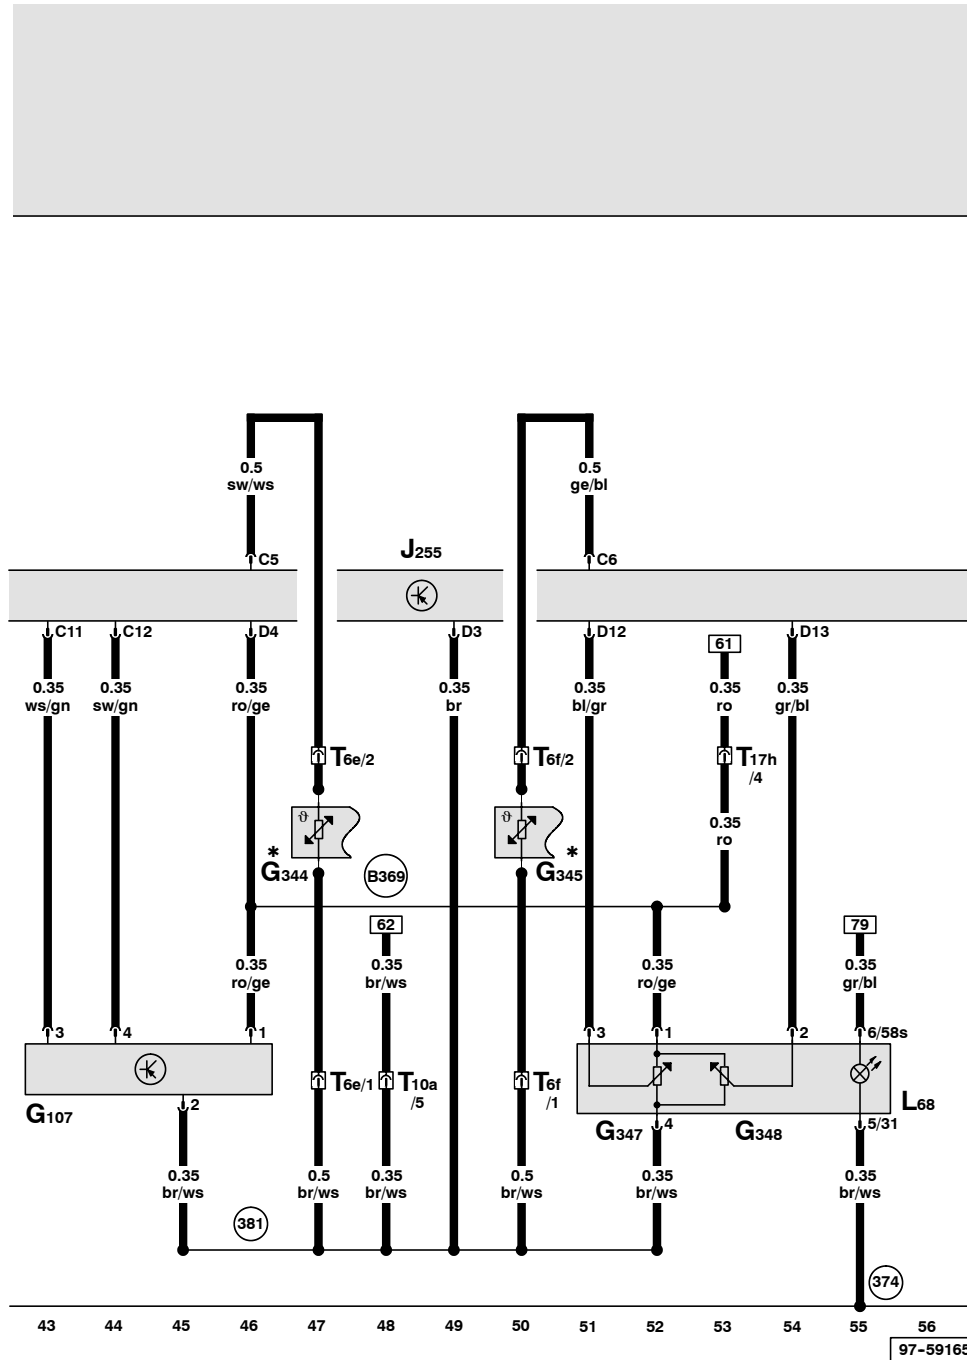 0.5 0.5
sw/ws ge/bl
J255
C5 C6
C11 C12 D4 D3 D12 D13
61
0.35 0.35 0.35 0.35 0.35 0.35 0.35
ws/gn sw/gn ro/ge br bl/gr ro gr/bl
T6e/2 T6f/2 T17h
/4
ϑ ϑ
0.35
ro
* *
G344 B369 G345
62 79
0.35 0.35 0.35 0.35
ro/ge br/ws ro/ge gr/bl
3 4 1 3 1 2 6/58s
T6e/1 T10a T6f
/5 /1
G107 2 G347 4 G348 5/31 L68
0.35 0.5 0.35 0.5 0.35 0.35
br/ws br/ws br/ws br/ws br/ws br/ws
381
374
43 44 45 46 47 48 49 50 51 52 53 54 55 56
97-59165